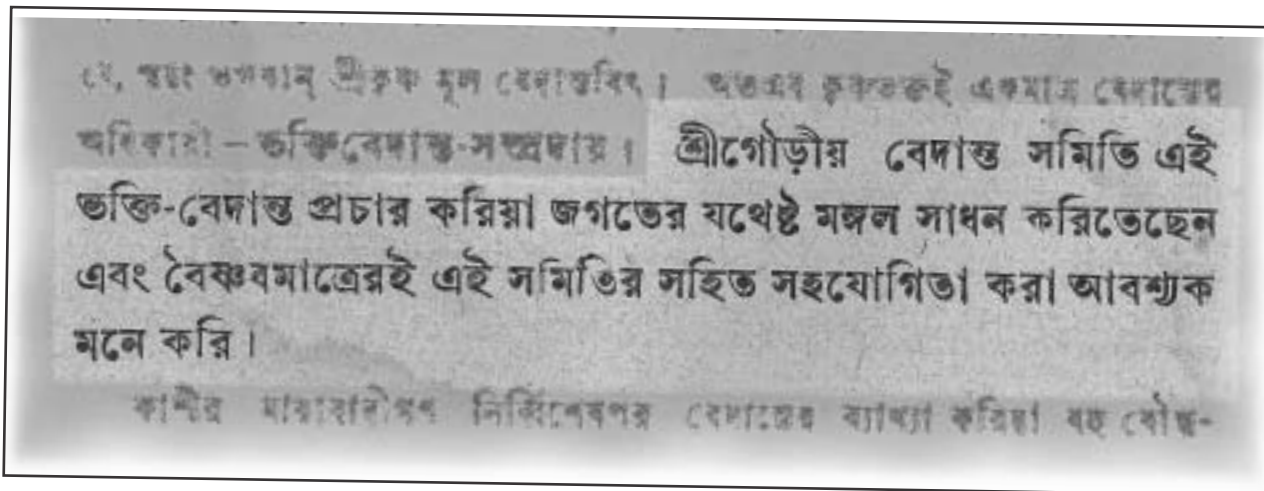 যে, স্বয়ং ভগবান্ শ্রীকৃষ্ণ মূল বেদান্তবিৎ। অতএব কৃষ্ণভক্তই একমাত্র বেদান্তের
অধিকারী – ভক্তিবেদান্ত-সম্প্রদায়। শ্রীগৌড়ীয় বেদান্ত সমিতি এই
ভক্তি-বেদান্ত প্রচার করিয়া জগতের যথেষ্ট মঙ্গল সাধন করিতেছেন
এবং বৈষ্ণবমাত্রেরই এই সমিতির সহিত সহযোগিতা করা আবশ্যক
মনে করি।
কাশীর মায়াবাদীগণ নির্বিশেষপর বেদান্তের ব্যাখ্যা করিয়া বহু বৌদ্ধ-